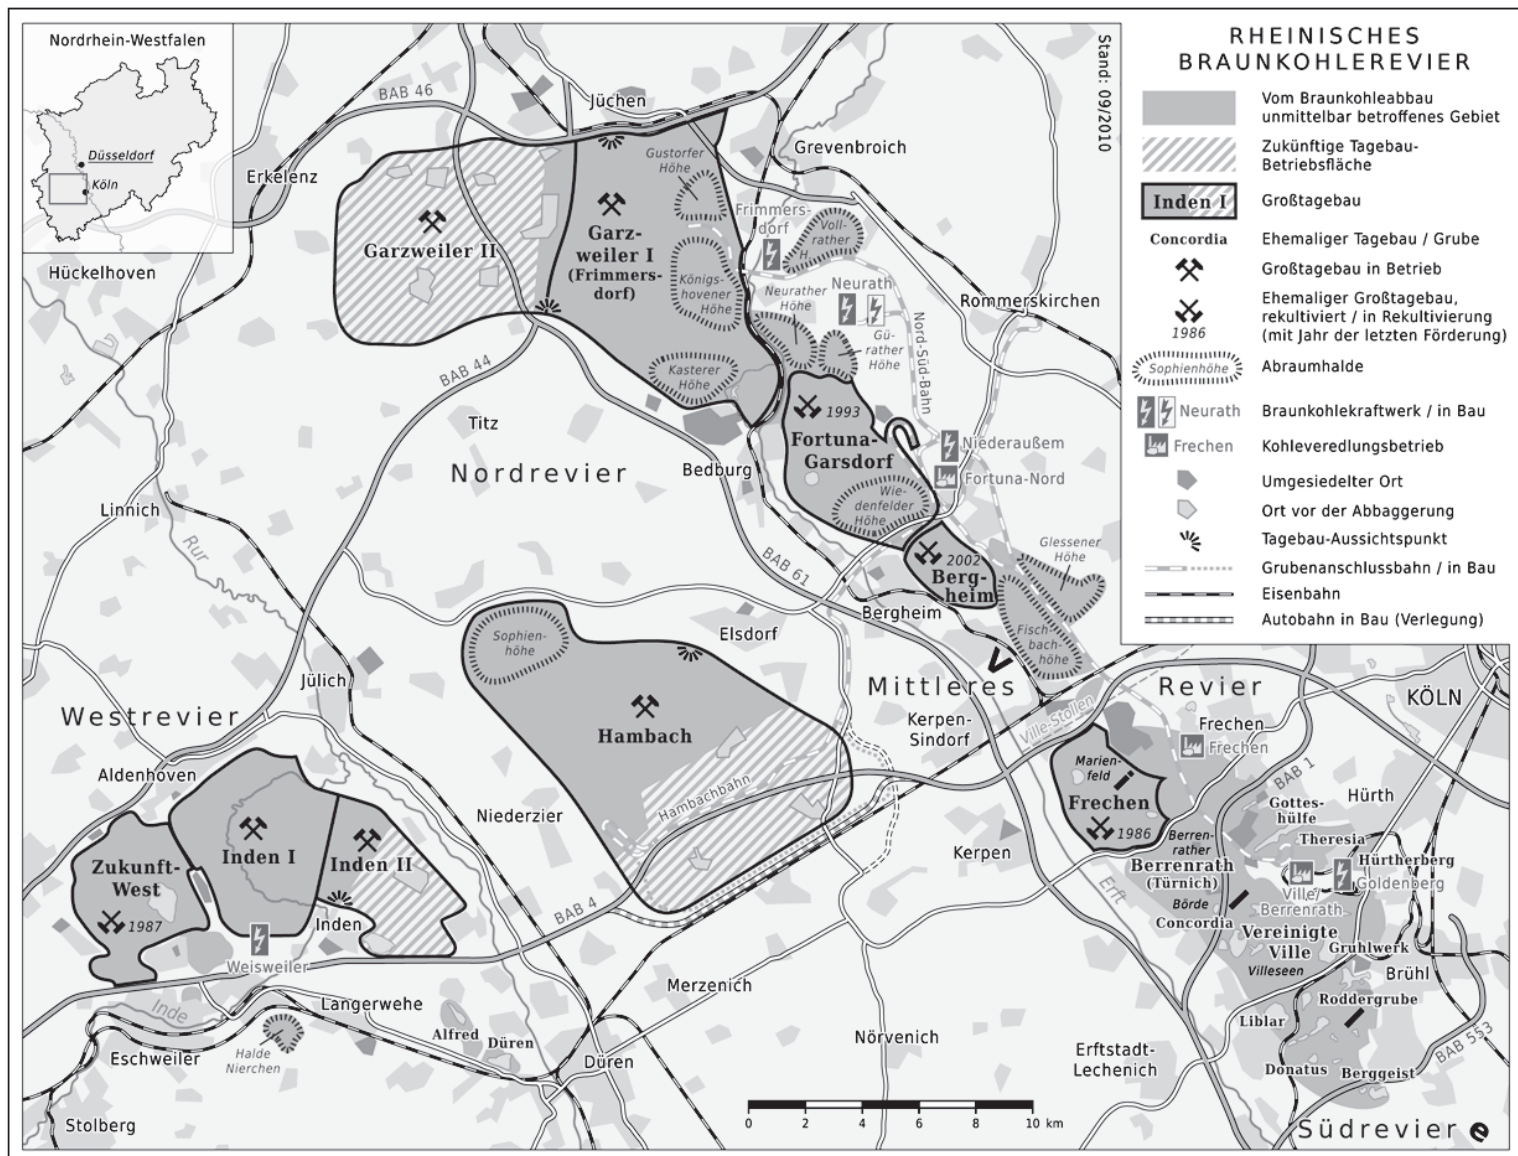 Nordrhein-Westfalen
Düsseldorf
Köln
Stand: 09/2010
RHEINISCHES
BRAUNKOHLEREVIER
Vom Braunkohleabbau
unmittelbar betroffenes Gebiet
Zukünftige Tagebau-
Betriebsfläche
Inden I
Großtagebau
Concordia
Ehemaliger Tagebau / Grube
Großtagebau in Betrieb
1986
Ehemaliger Großtagebau,
rekultiviert / in Rekultivierung
(mit Jahr der letzten Förderung)
Sophienhöhe
Abraumhalde
Neurath
Braunkohlekraftwerk / in Bau
Frechen
Kohleveredlungsbetrieb
Umgesiedelter Ort
Ort vor der Abbaggerung
Tagebau-Aussichtspunkt
Grubenanschlussbahn / in Bau
Eisenbahn
Autobahn in Bau (Verlegung)
BAB 46
Jüchen
Grevenbroich
Erkelenz
Gustorfer
Höhe
Frimmers-
dorf
Voll-
rather
H.
Garzweiler II
Garz-
weiler I
(Frimmers-
dorf)
Königs-
hovener
Höhe
Hückelhoven
Neurather
Höhe
Neurath
Rommerskirchen
Nord-Süd-Bahn
Gü-
rather
Höhe
Kasterer
Höhe
BAB 44
Titz
1993
Fortuna-
Garsdorf
Niederaußem
Fortuna-Nord
Nordrevier
Bedburg
Wie-
denfelder
Höhe
Linnich
Rur
BAB 61
2002
Berg-
heim
Glessener
Höhe
Bergheim
Fisch-
bach-
höhe
Sophien-
höhe
Elsdorf
Jülich
Mittleres
Revier
Westrevier
Hambach
Kerpen-
Sindorf
Ville-Stollen
Frechen
Frechen
KÖLN
Aldenhoven
Hambachbahn
Marien-
feld
Frechen
1986
BAB 1
Gottes-
hülfe
Hürth
Niederzier
Kerpen
Berren-
rather
Theresia
Berrenrath
(Türnich)
Hürtherberg
Goldenberg
Ville/
Berrenrath
Börde
Concordia
Inden I
Inden II
Zukunft-
West
1987
Inden
Weisweiler
BAB 4
Erft
Vereinigte
Ville
Gruhlwerk
Villeseen
Brühl
Merzenich
Roddergrube
Inde
Langerwehe
Liblar
Alfred
Düren
Nörvenich
BAB 553
Eschweiler
Halde
Nierchen
Düren
Erftstadt-
Lechenich
Donatus
Berggeist
Stolberg
0 2 4 6 8 10 km
Südrevier